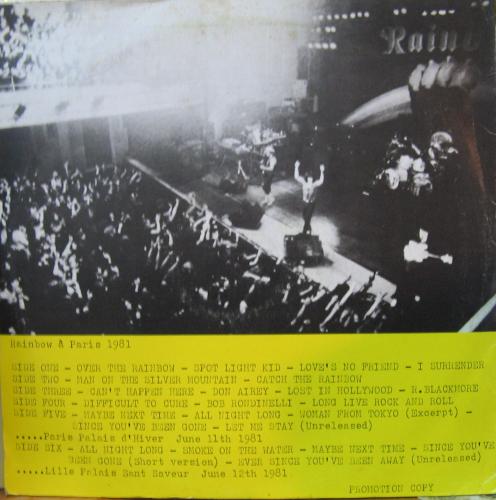 Rainb
Rainbow à Paris 1981
SIDE ONE - OVER THE RAINBOW - SPOT LIGHT KID - LOVE'S NO FRIEND - I SURRENDER
SIDE TWO - MAN ON THE SILVER MOUNTAIN - CATCH THE RAINBOW
SIDE THREE - CAN'T HAPPEN HERE - DON AIREY - LOST IN HOLLYWOOD - R.BLACKMORE
SIDE FOUR - DIFFICULT TO CURE - BOB RONDINELLI - LONG LIVE ROCK AND ROLL
SIDE FIVE - MAYBE NEXT TIME - ALL NIGHT LONG - WOMAN FROM TOKYO (Excerpt) -
SINCE YOU'VE BEEN GONE - LET ME STAY (Unreleased)
.....Paris Palais d'Hiver June 11th 1981
SIDE SIX - ALL NIGHT LONG - SMOKE ON THE WATER - MAYBE NEXT TIME - SINCE YOU'VE
BEEN GONE (Short version) - EVER SINCE YOU'VE BEEN AWAY (Unreleased)
.....Lille Palais Sant Saveur June 12th 1981
PROMOTION COPY